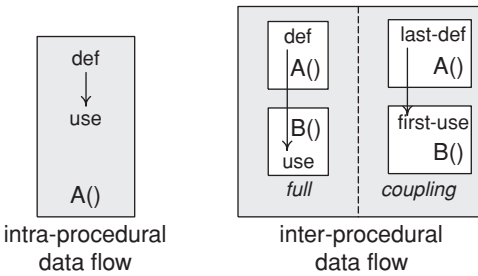 def
use
A()
intra-procedural
data flow
def
A()
B()
use
full
last-def
A()
first-use
B()
coupling
inter-procedural
data flow